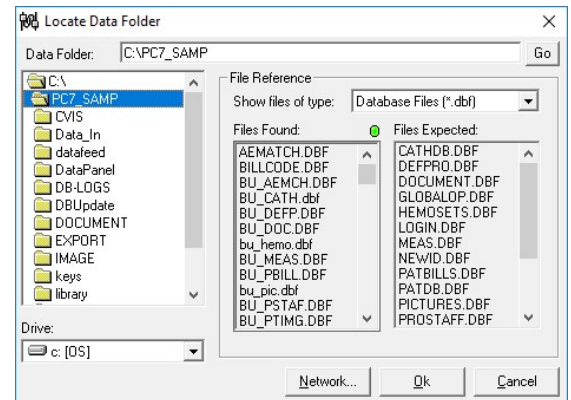 Locate Data Folder
Data Folder: C:\PC7_SAMP Go
C:\
PC7_SAMP
CVIS
Data_In
datafeed
DataPanel
DB-LOGS
DBUpdate
DOCUMENT
EXPORT
IMAGE
keys
library
Drive:
c: [OS]
File Reference
Show files of type: Database Files (*.dbf)
Files Found:
AEMATCH.DBF
BILLCODE.DBF
BU_AEMCH.DBF
BU_CATH.dbf
BU_DEFP.DBF
BU_DOC.DBF
bu_hemo.dbf
BU_MEAS.DBF
BU_PBILL.DBF
bu_pic.dbf
BU_PSTAF.DBF
BU_PTIMG.DBF
Files Expected:
CATHDB.DBF
DEFPRO.DBF
DOCUMENT.DBF
GLOBALOP.DBF
HEMOSETS.DBF
LOGIN.DBF
MEAS.DBF
NEWID.DBF
PATBILLS.DBF
PATDB.DBF
PICTURES.DBF
PROSTAFF.DBF
Network... Ok Cancel